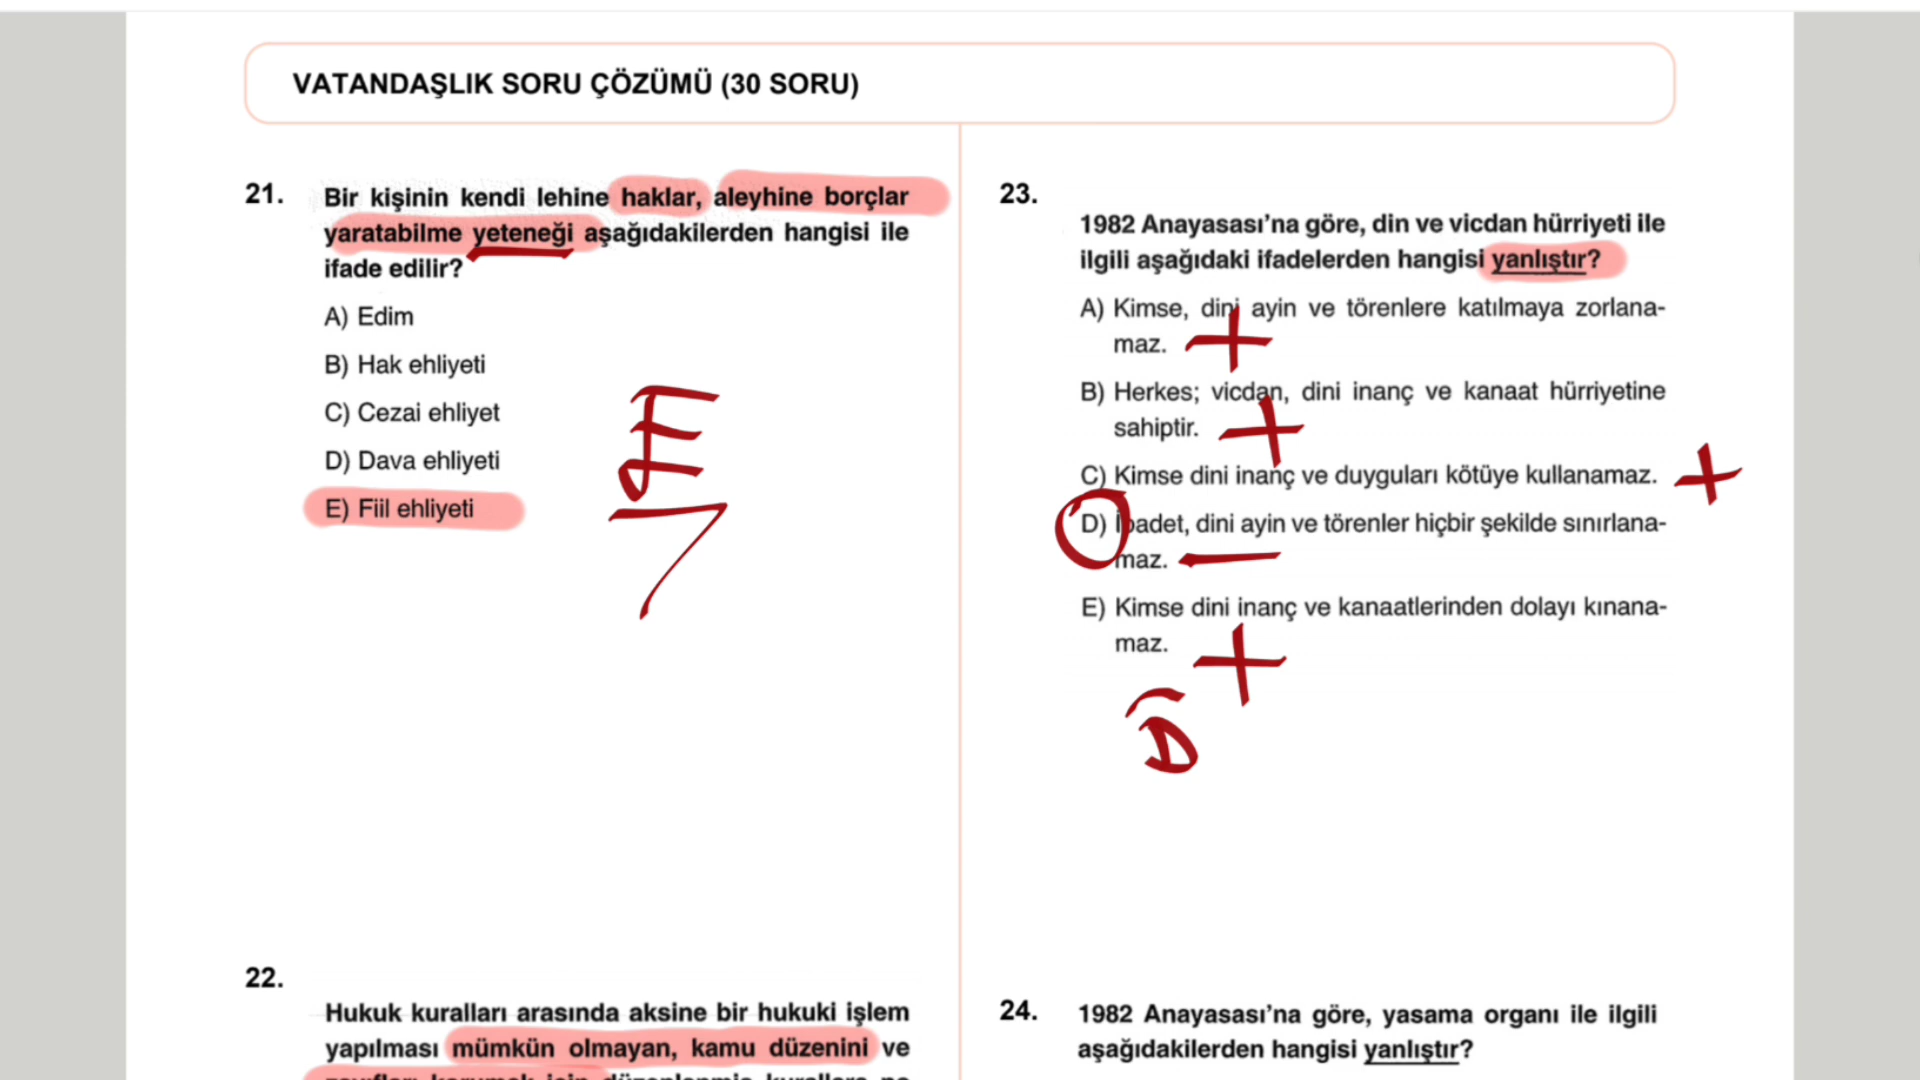 VATANDAŞLIK SORU ÇÖZÜMÜ (30 SORU)
21.
Bir kişinin kendi lehine haklar, aleyhine borçlar
yaratabilme yeteneği aşağıdakilerden hangisi ile
ifade edilir?
A) Edim
B) Hak ehliyeti
C) Cezai ehliyet
D) Dava ehliyeti
E) Fiil ehliyeti
E
22.
Hukuk kuralları arasında aksine bir hukuki işlem
yapılması mümkün olmayan, kamu düzenini ve
23.
1982 Anayasası’na göre, din ve vicdan hürriyeti ile
ilgili aşağıdaki ifadelerden hangisi yanlıştır?
A) Kimse, dini ayin ve törenlere katılmaya zorlana-
maz. +
B) Herkes; vicdan, dini inanç ve kanaat hürriyetine
sahiptir. +
C) Kimse dini inanç ve duyguları kötüye kullanamaz. +
D) İbadet, dini ayin ve törenler hiçbir şekilde sınırlana-
maz. —
E) Kimse dini inanç ve kanaatlerinden dolayı kınana-
maz. +
D
24.
1982 Anayasası’na göre, yasama organı ile ilgili
aşağıdakilerden hangisi yanlıştır?